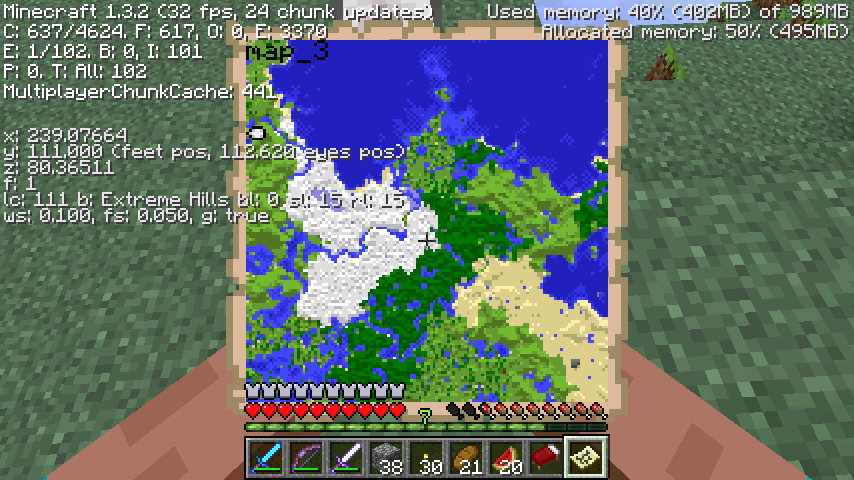 Minecraft 1.3.2 (32 fps, 24 chunk updates)
Used memory: 40% (402MB) of 989MB
C: 637/4624, F: 617, O: 0, E: 3370
Allocated memory: 50% (495MB)
E: 1/102. B: 0, I: 101
map_3
P: 0. T: All: 102
MultiplayerChunkCache: 441
x: 239.07664
y: 111.000 (feet pos, 112.620 eyes pos)
z: 80.36511
f: 1
lc: 111 b: Extreme Hills bl: 0 sl: 15 rl: 15
ws: 0.100, fs: 0.050, g: true
7
38
30
21
20